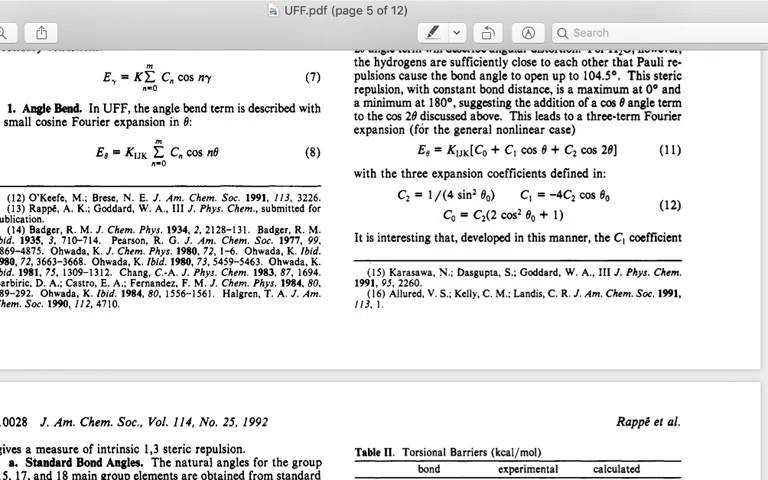 UFF.pdf (page 5 of 12)
Search
E_γ = K Σ_{n=0}^{m} C_n cos nγ (7)
1. Angle Bend. In UFF, the angle bend term is described with
small cosine Fourier expansion in θ:
E_θ = K_IJK Σ_{n=0}^{m} C_n cos nθ (8)
(12) O'Keefe, M.; Brese, N. E. J. Am. Chem. Soc. 1991, 113, 3226.
(13) Rappé, A. K.; Goddard, W. A., III J. Phys. Chem., submitted for
ublication.
(14) Badger, R. M. J. Chem. Phys. 1934, 2, 2128-131. Badger, R. M.
bid. 1935, 3, 710-714. Pearson, R. G. J. Am. Chem. Soc. 1977, 99,
869-4875. Ohwada, K. J. Chem. Phys. 1980, 72, 1-6. Ohwada, K. Ibid.
980, 72, 3663-3668. Ohwada, K. Ibid. 1980, 73, 5459-5463. Ohwada, K.
bid. 1981, 75, 1309-1312. Chang, C.-A. J. Phys. Chem. 1983, 87, 1694.
arbiric, D. A.; Castro, E. A.; Fernandez, F. M. J. Chem. Phys. 1984, 80,
89-292. Ohwada, K. Ibid. 1984, 80, 1556-1561. Halgren, T. A. J. Am.
hem. Soc. 1990, 112, 4710.
the hydrogens are sufficiently close to each other that Pauli re-
pulsions cause the bond angle to open up to 104.5°. This steric
repulsion, with constant bond distance, is a maximum at 0° and
a minimum at 180°, suggesting the addition of a cos θ angle term
to the cos 2θ discussed above. This leads to a three-term Fourier
expansion (for the general nonlinear case)
E_θ = K_IJK[C_0 + C_1 cos θ + C_2 cos 2θ] (11)
with the three expansion coefficients defined in:
C_2 = 1/(4 sin² θ_0) C_1 = -4C_2 cos θ_0
C_0 = C_2(2 cos² θ_0 + 1) (12)
It is interesting that, developed in this manner, the C_1 coefficient
(15) Karasawa, N.; Dasgupta, S.; Goddard, W. A., III J. Phys. Chem.
1991, 95, 2260.
(16) Allured, V. S.; Kelly, C. M.; Landis, C. R. J. Am. Chem. Soc. 1991,
113, 1.
0028 J. Am. Chem. Soc., Vol. 114, No. 25, 1992
Rappé et al.
gives a measure of intrinsic 1,3 steric repulsion.
a. Standard Bond Angles. The natural angles for the group
5, 17, and 18 main group elements are obtained from standard
Table II. Torsional Barriers (kcal/mol)
bond experimental calculated